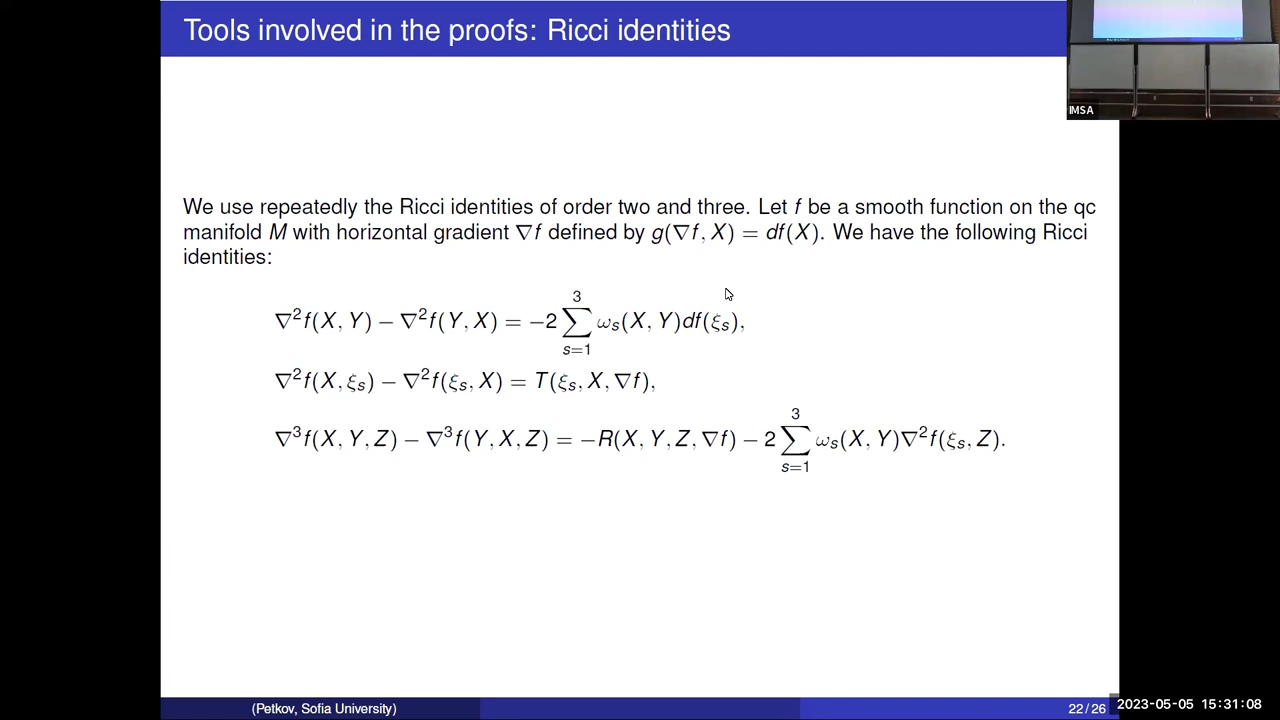 Tools involved in the proofs: Ricci identities
IMSA
We use repeatedly the Ricci identities of order two and three. Let f be a smooth function on the qc
manifold M with horizontal gradient ∇f defined by g(∇f, X) = df(X). We have the following Ricci
identities:
∇²f(X, Y) − ∇²f(Y, X) = −2 ∑_{s=1}^{3} ω_s(X, Y)df(ξ_s),
∇²f(X, ξ_s) − ∇²f(ξ_s, X) = T(ξ_s, X, ∇f),
∇³f(X, Y, Z) − ∇³f(Y, X, Z) = −R(X, Y, Z, ∇f) − 2 ∑_{s=1}^{3} ω_s(X, Y)∇²f(ξ_s, Z).
(Petkov, Sofia University)
22 / 26
2023-05-05 15:31:08